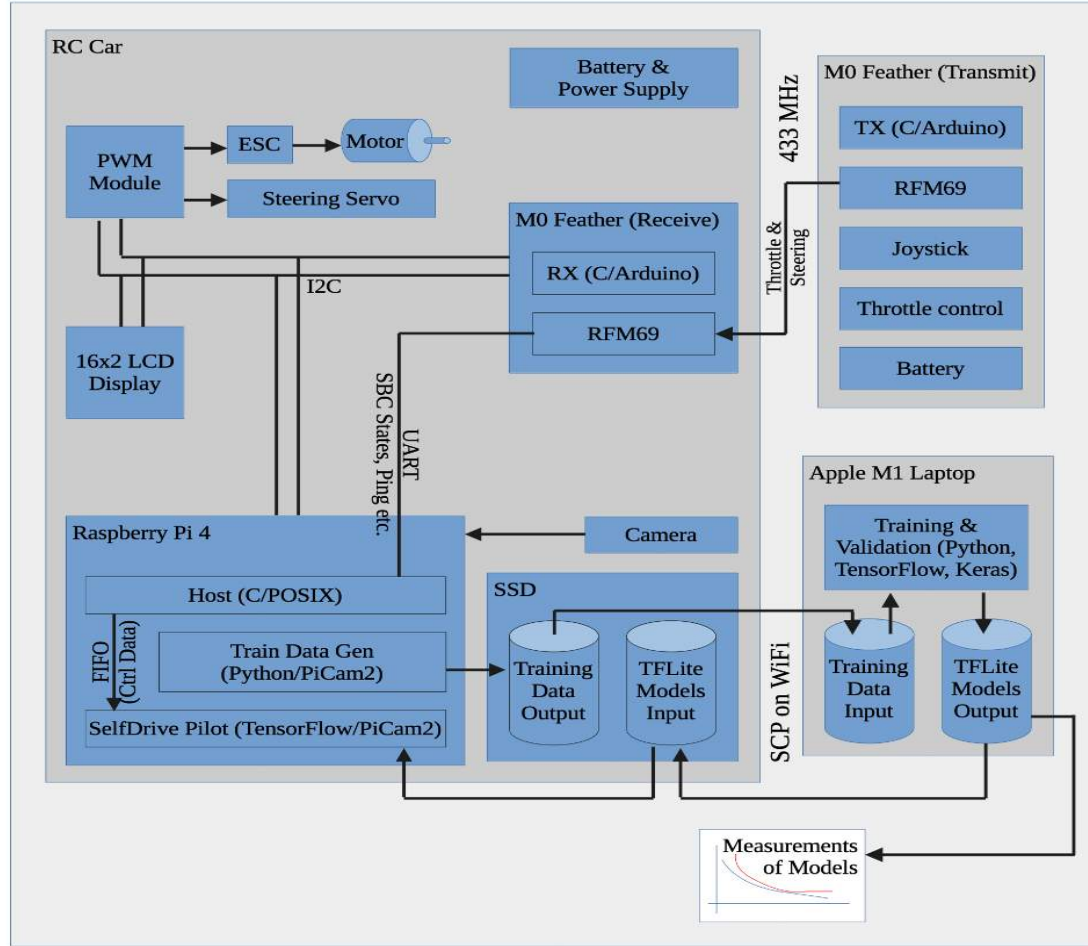 RC Car
Battery &
Power Supply
PWM
Module
ESC
Motor
Steering Servo
I2C
16x2 LCD
Display
M0 Feather (Receive)
RX (C/Arduino)
RFM69
433 MHz
Throttle &
Steering
M0 Feather (Transmit)
TX (C/Arduino)
RFM69
Joystick
Throttle control
Battery
UART
SBC States, Ping etc.
Raspberry Pi 4
Host (C/POSIX)
FIFO
(Ctrl Data)
Train Data Gen
(Python/PiCam2)
SelfDrive Pilot (TensorFlow/PiCam2)
Camera
SSD
Training
Data
Output
TFLite
Models
Input
SCP on WiFi
Apple M1 Laptop
Training &
Validation (Python,
TensorFlow, Keras)
Training
Data
Input
TFLite
Models
Output
Measurements
of Models